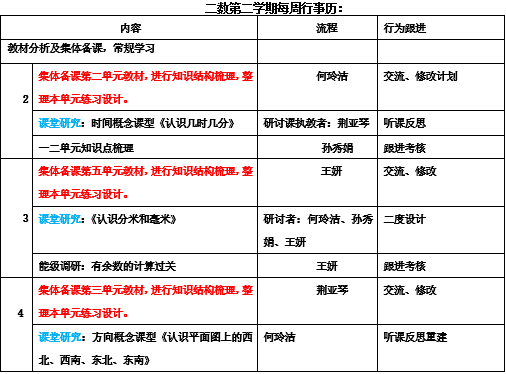 二数第二学期每周行事历：
内容 流程 行为跟进
教材分析及集体备课，常规学习
集体备课第二单元教材，进行知识结构梳理，整 何玲洁 交流、修改计划
理本单元练习设计。
2
课堂研究：时间概念课型《认识几时几分》 研讨课执教者：荆亚琴 听课反思
一二单元知识点梳理 孙秀娟 跟进考核
集体备课第五单元教材，进行知识结构梳理，整 王妍 交流、修改
理本单元练习设计。
3 课堂研究：《认识分米和毫米》 研讨者：何玲洁、孙秀 二度设计
娟、王妍
能级调研：有余数的计算过关 王妍 跟进考核
集体备课第三单元教材，进行知识结构梳理，整 荆亚琴 交流、修改
理本单元练习设计。
4
课堂研究：方向概念课型《认识平面图上的西 何玲洁 听课反思重建
北、西南、东北、东南》